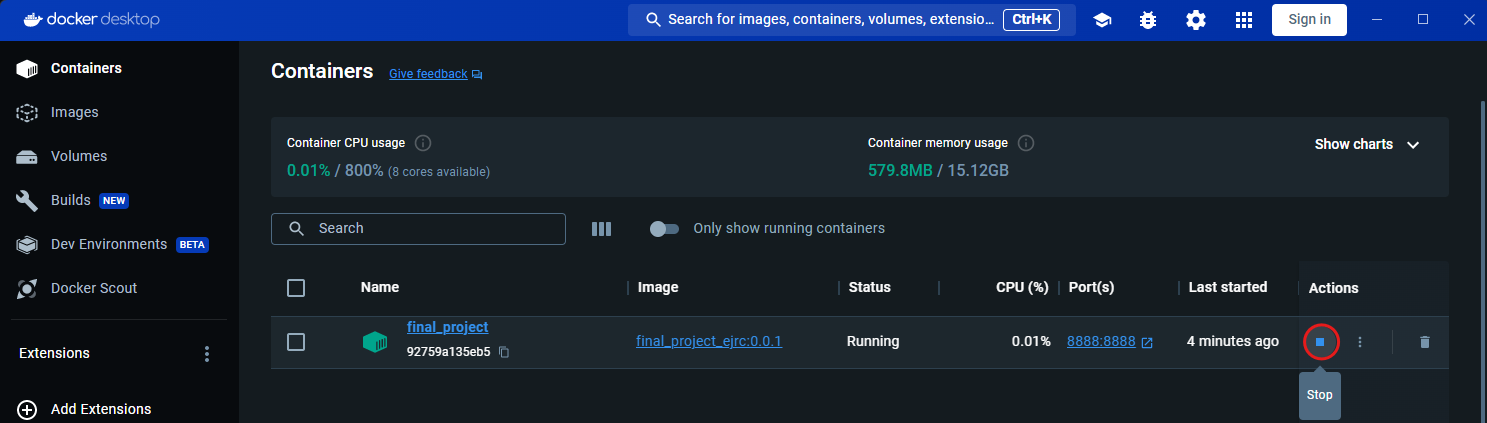 docker desktop
Search for images, containers, volumes, extensio... Ctrl+K
Sign in
Containers
Images
Volumes
Builds NEW
Dev Environments BETA
Docker Scout
Extensions
Add Extensions
Containers Give feedback
Container CPU usage
0.01% / 800% (8 cores available)
Container memory usage
579.8MB / 15.12GB
Show charts
Search
Only show running containers
Name Image Status CPU (%) Port(s) Last started Actions
final_project
92759a135eb5
final_project_ejrc:0.0.1 Running 0.01% 8888:8888 4 minutes ago
Stop